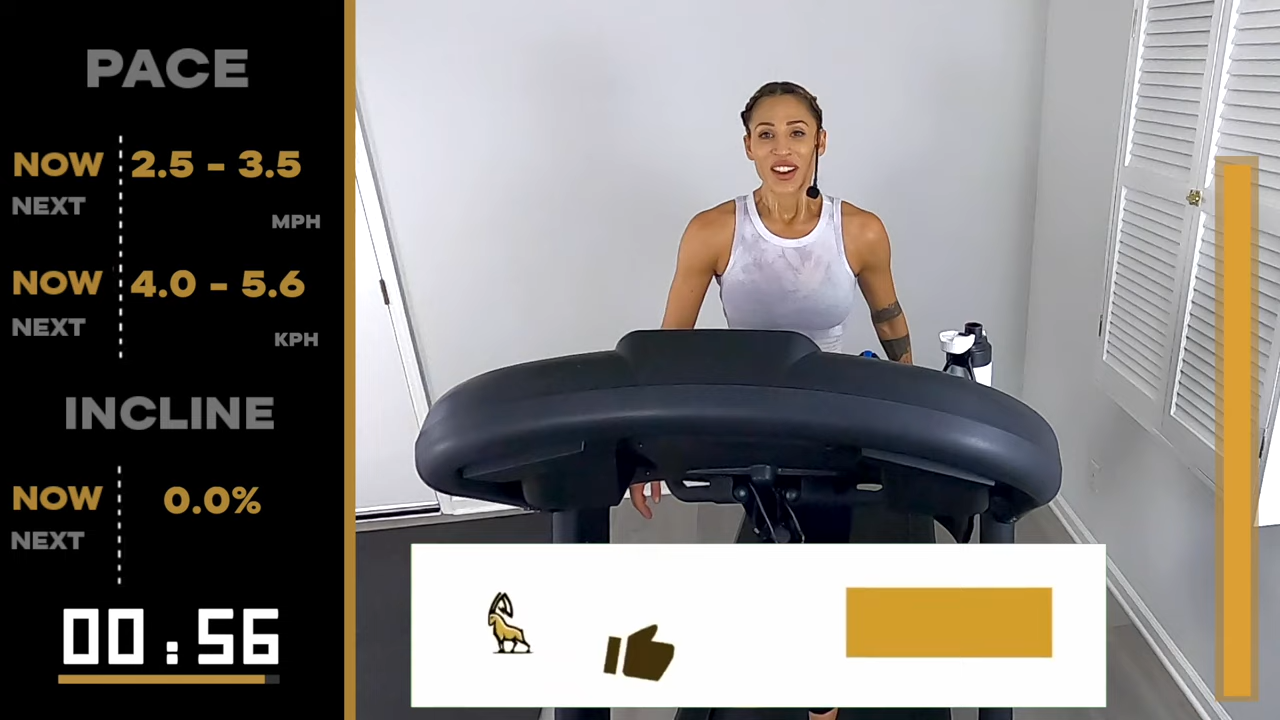 PACE
NOW 2.5 - 3.5
NEXT
MPH
NOW 4.0 - 5.6
NEXT
KPH
INCLINE
NOW 0.0%
NEXT
00:56